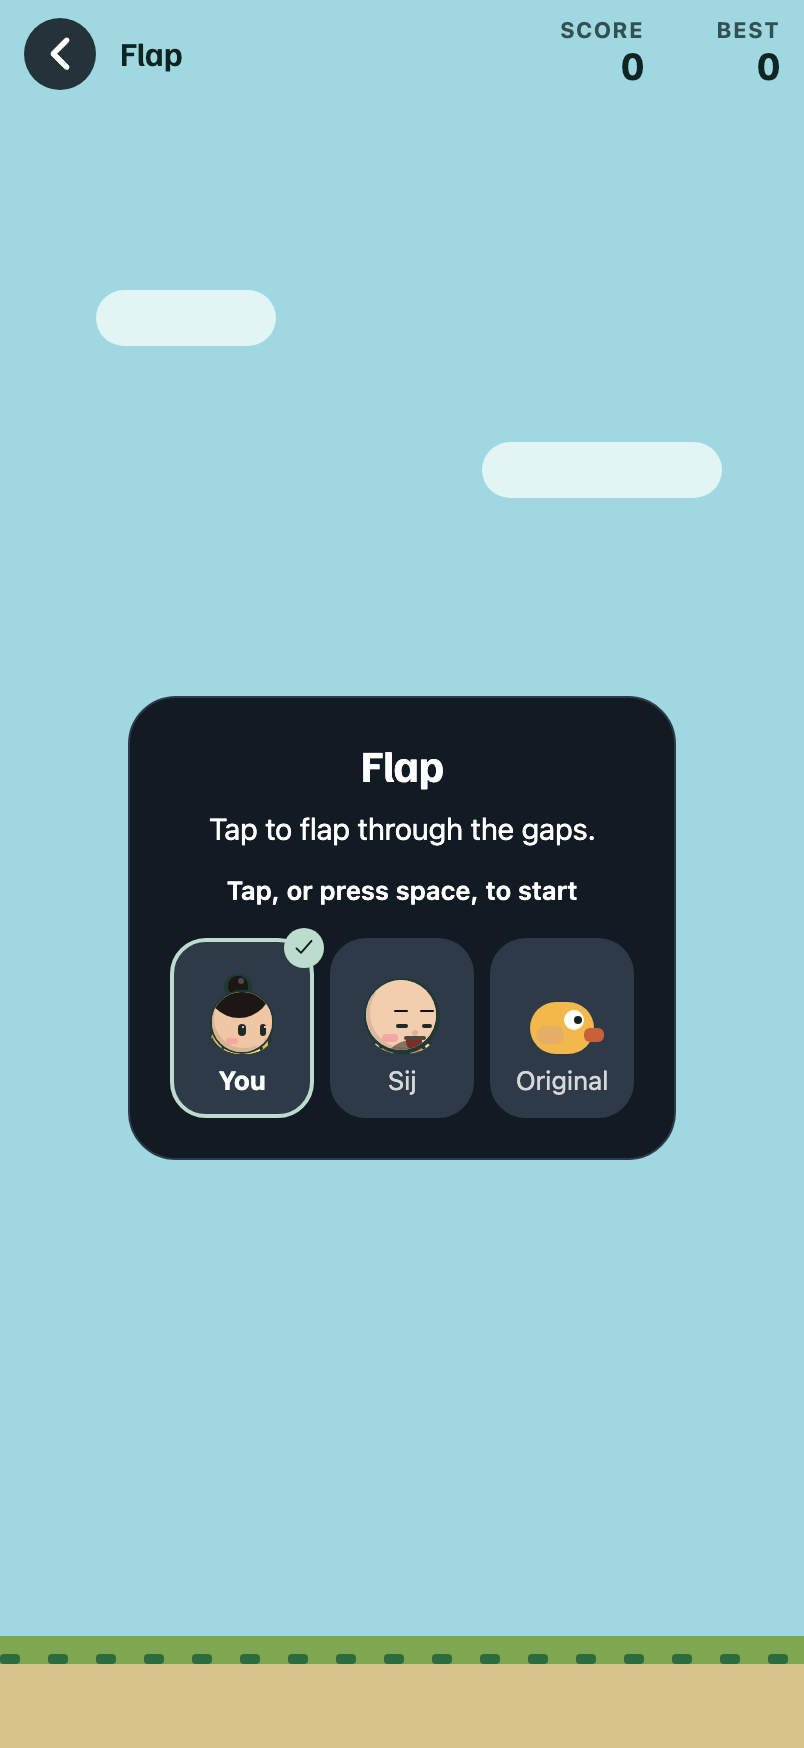 Flap
SCORE
0
BEST
0
Flap
Tap to flap through the gaps.
Tap, or press space, to start
You
Sij
Original